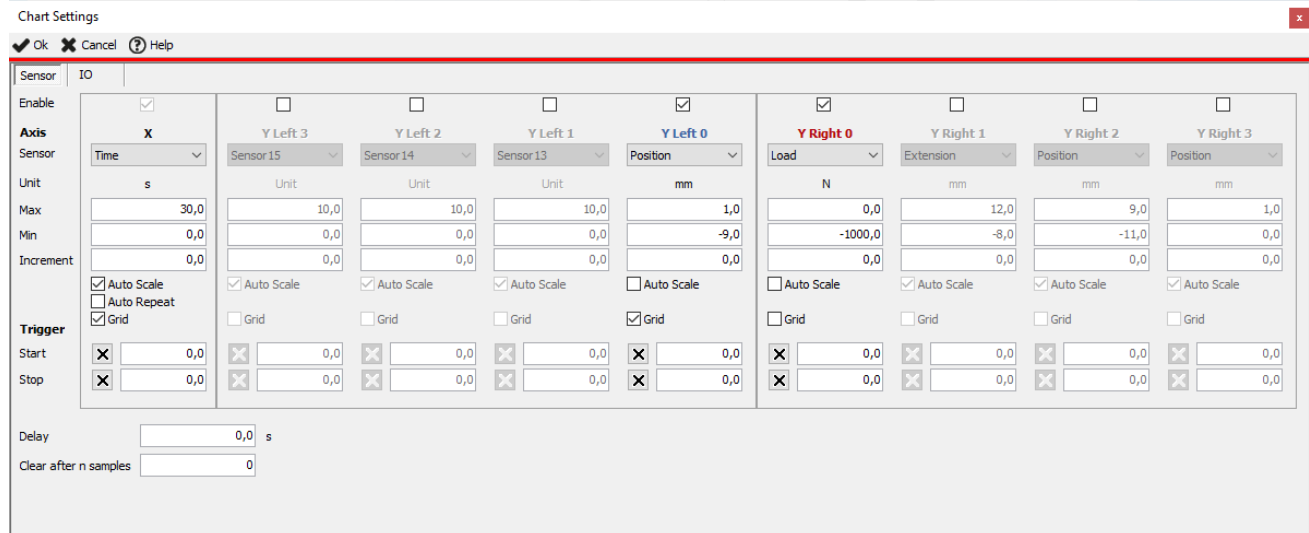 Chart Settings x
Ok Cancel ? Help
Sensor IO
Enable
Axis X Y Left 3 Y Left 2 Y Left 1 Y Left 0 Y Right 0 Y Right 1 Y Right 2 Y Right 3
Sensor Time Sensor15 Sensor14 Sensor13 Position Load Extension Position Position
Unit s Unit Unit Unit mm N mm mm mm
Max 30,0 10,0 10,0 10,0 1,0 0,0 12,0 9,0 1,0
Min 0,0 0,0 0,0 0,0 -9,0 -1000,0 -8,0 -11,0 0,0
Increment 0,0 0,0 0,0 0,0 0,0 0,0 0,0 0,0 0,0
Auto Scale Auto Scale Auto Scale Auto Scale Auto Scale Auto Scale Auto Scale Auto Scale Auto Scale
Auto Repeat
Grid Grid Grid Grid Grid Grid Grid Grid Grid
Trigger
Start 0,0 0,0 0,0 0,0 0,0 0,0 0,0 0,0 0,0
Stop 0,0 0,0 0,0 0,0 0,0 0,0 0,0 0,0 0,0
Delay 0,0 s
Clear after n samples 0